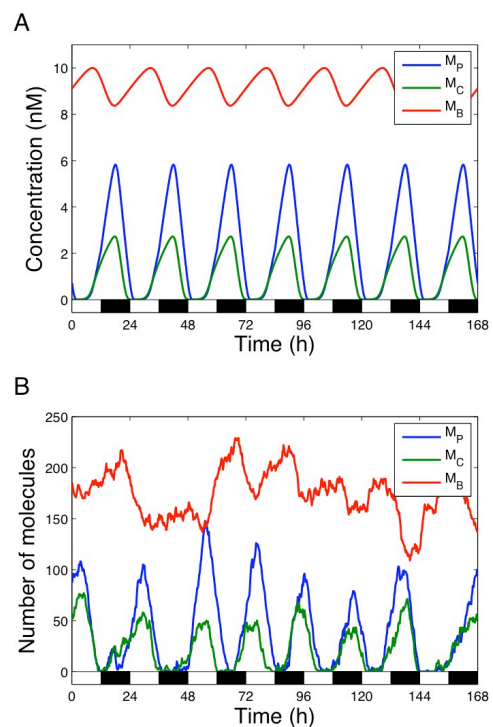 A
Concentration (nM)
10
8
6
4
2
0
M_P
M_C
M_B
0 24 48 72 96 120 144 168
Time (h)
B
Number of molecules
250
200
150
100
50
0
M_P
M_C
M_B
0 24 48 72 96 120 144 168
Time (h)